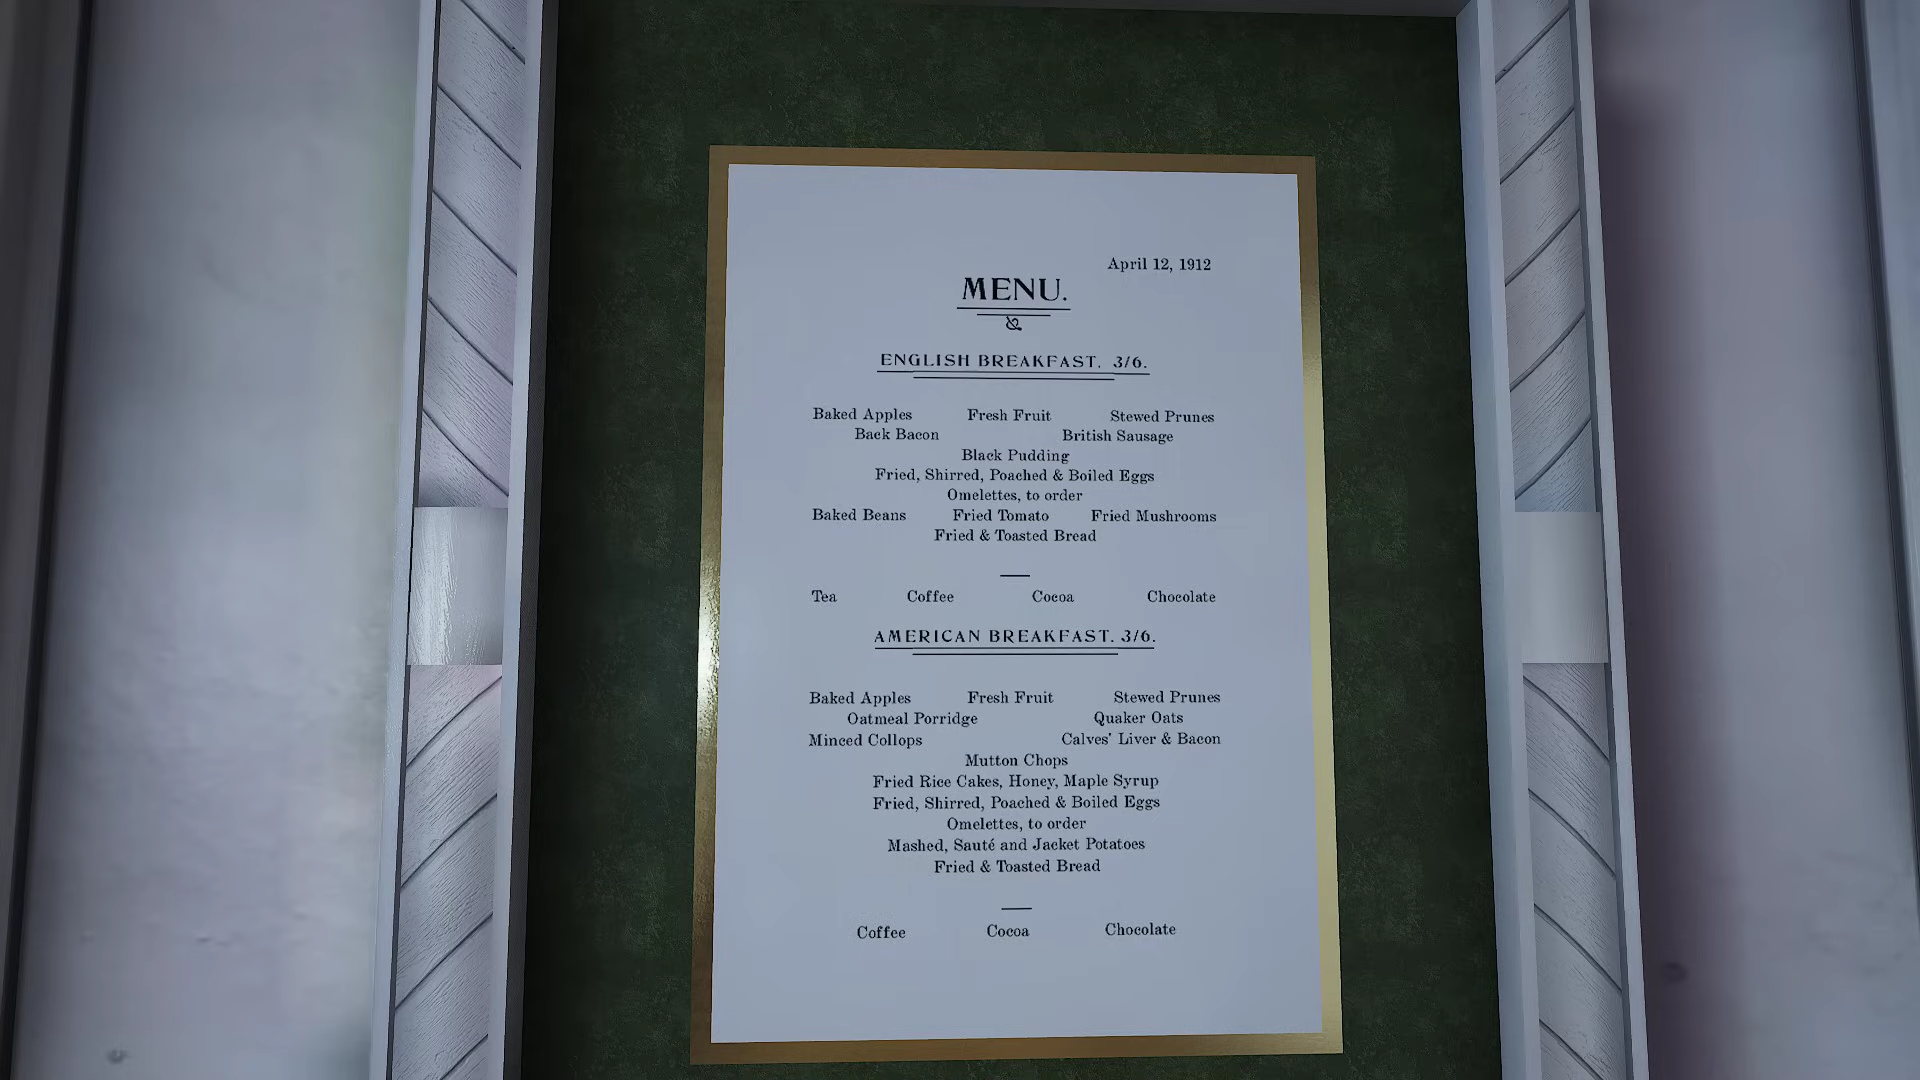 April 12, 1912
MENU.
ENGLISH BREAKFAST. 3/6.
Baked Apples Fresh Fruit Stewed Prunes
Back Bacon British Sausage
Black Pudding
Fried, Shirred, Poached & Boiled Eggs
Omelettes, to order
Baked Beans Fried Tomato Fried Mushrooms
Fried & Toasted Bread
Tea Coffee Cocoa Chocolate
AMERICAN BREAKFAST. 3/6.
Baked Apples Fresh Fruit Stewed Prunes
Oatmeal Porridge Quaker Oats
Minced Collops Calves' Liver & Bacon
Mutton Chops
Fried Rice Cakes, Honey, Maple Syrup
Fried, Shirred, Poached & Boiled Eggs
Omelettes, to order
Mashed, Sauté and Jacket Potatoes
Fried & Toasted Bread
Coffee Cocoa Chocolate